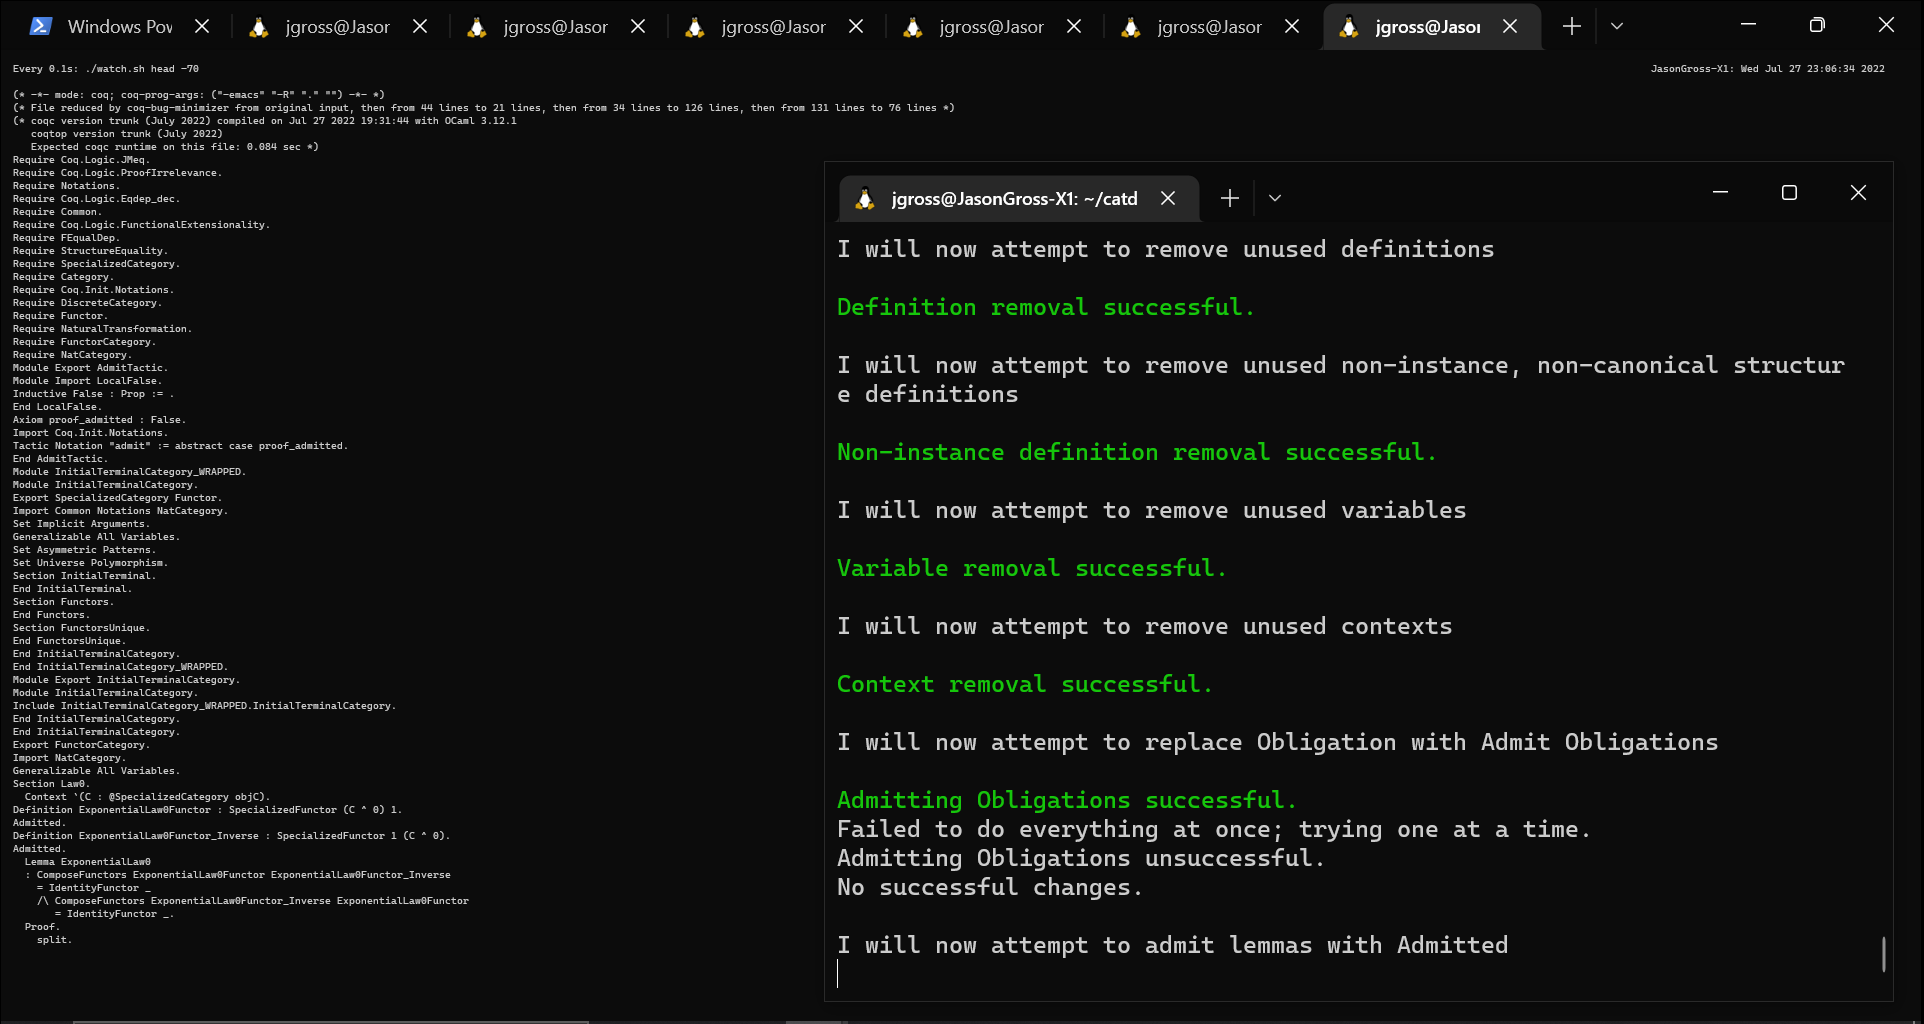 Windows Pov
jgross@Jasor
jgross@Jasor
jgross@Jasor
jgross@Jasor
jgross@Jasor
jgross@Jasor
Every 0.1s: ./watch.sh head -70
JasonGross-X1: Wed Jul 27 23:06:34 2022
(* -*- mode: coq; coq-prog-args: ("-emacs" "-R" "." "") -*- *)
(* File reduced by coq-bug-minimizer from original input, then from 44 lines to 21 lines, then from 34 lines to 126 lines, then from 131 lines to 76 lines *)
(* coqc version trunk (July 2022) compiled on Jul 27 2022 19:31:44 with OCaml 3.12.1
   coqtop version trunk (July 2022)
   Expected coqc runtime on this file: 0.084 sec *)
Require Coq.Logic.JMeq.
Require Coq.Logic.ProofIrrelevance.
Require Notations.
Require Coq.Logic.Eqdep_dec.
Require Common.
Require Coq.Logic.FunctionalExtensionality.
Require FEqualDep.
Require StructureEquality.
Require SpecializedCategory.
Require Category.
Require Coq.Init.Notations.
Require DiscreteCategory.
Require Functor.
Require NaturalTransformation.
Require FunctorCategory.
Require NatCategory.
Module Export AdmitTactic.
Module Import LocalFalse.
Inductive False : Prop := .
End LocalFalse.
Axiom proof_admitted : False.
Import Coq.Init.Notations.
Tactic Notation "admit" := abstract case proof_admitted.
End AdmitTactic.
Module InitialTerminalCategory_WRAPPED.
Module InitialTerminalCategory.
Export SpecializedCategory Functor.
Import Common Notations NatCategory.
Set Implicit Arguments.
Generalizable All Variables.
Set Asymmetric Patterns.
Set Universe Polymorphism.
Section InitialTerminal.
End InitialTerminal.
Section Functors.
End Functors.
Section FunctorsUnique.
End FunctorsUnique.
End InitialTerminalCategory.
End InitialTerminalCategory_WRAPPED.
Module Export InitialTerminalCategory.
Module InitialTerminalCategory.
Include InitialTerminalCategory_WRAPPED.InitialTerminalCategory.
End InitialTerminalCategory.
End InitialTerminalCategory.
Export FunctorCategory.
Import NatCategory.
Generalizable All Variables.
Section Law0.
  Context `(C : @SpecializedCategory objC).
Definition ExponentialLaw0Functor : SpecializedFunctor (C ^ 0) 1.
Admitted.
Definition ExponentialLaw0Functor_Inverse : SpecializedFunctor 1 (C ^ 0).
Admitted.
  Lemma ExponentialLaw0
  : ComposeFunctors ExponentialLaw0Functor ExponentialLaw0Functor_Inverse
    = IdentityFunctor _
    /\ ComposeFunctors ExponentialLaw0Functor_Inverse ExponentialLaw0Functor
       = IdentityFunctor _.
  Proof.
    split.
jgross@JasonGross-X1: ~/catd
I will now attempt to remove unused definitions
Definition removal successful.
I will now attempt to remove unused non-instance, non-canonical structur
e definitions
Non-instance definition removal successful.
I will now attempt to remove unused variables
Variable removal successful.
I will now attempt to remove unused contexts
Context removal successful.
I will now attempt to replace Obligation with Admit Obligations
Admitting Obligations successful.
Failed to do everything at once; trying one at a time.
Admitting Obligations unsuccessful.
No successful changes.
I will now attempt to admit lemmas with Admitted